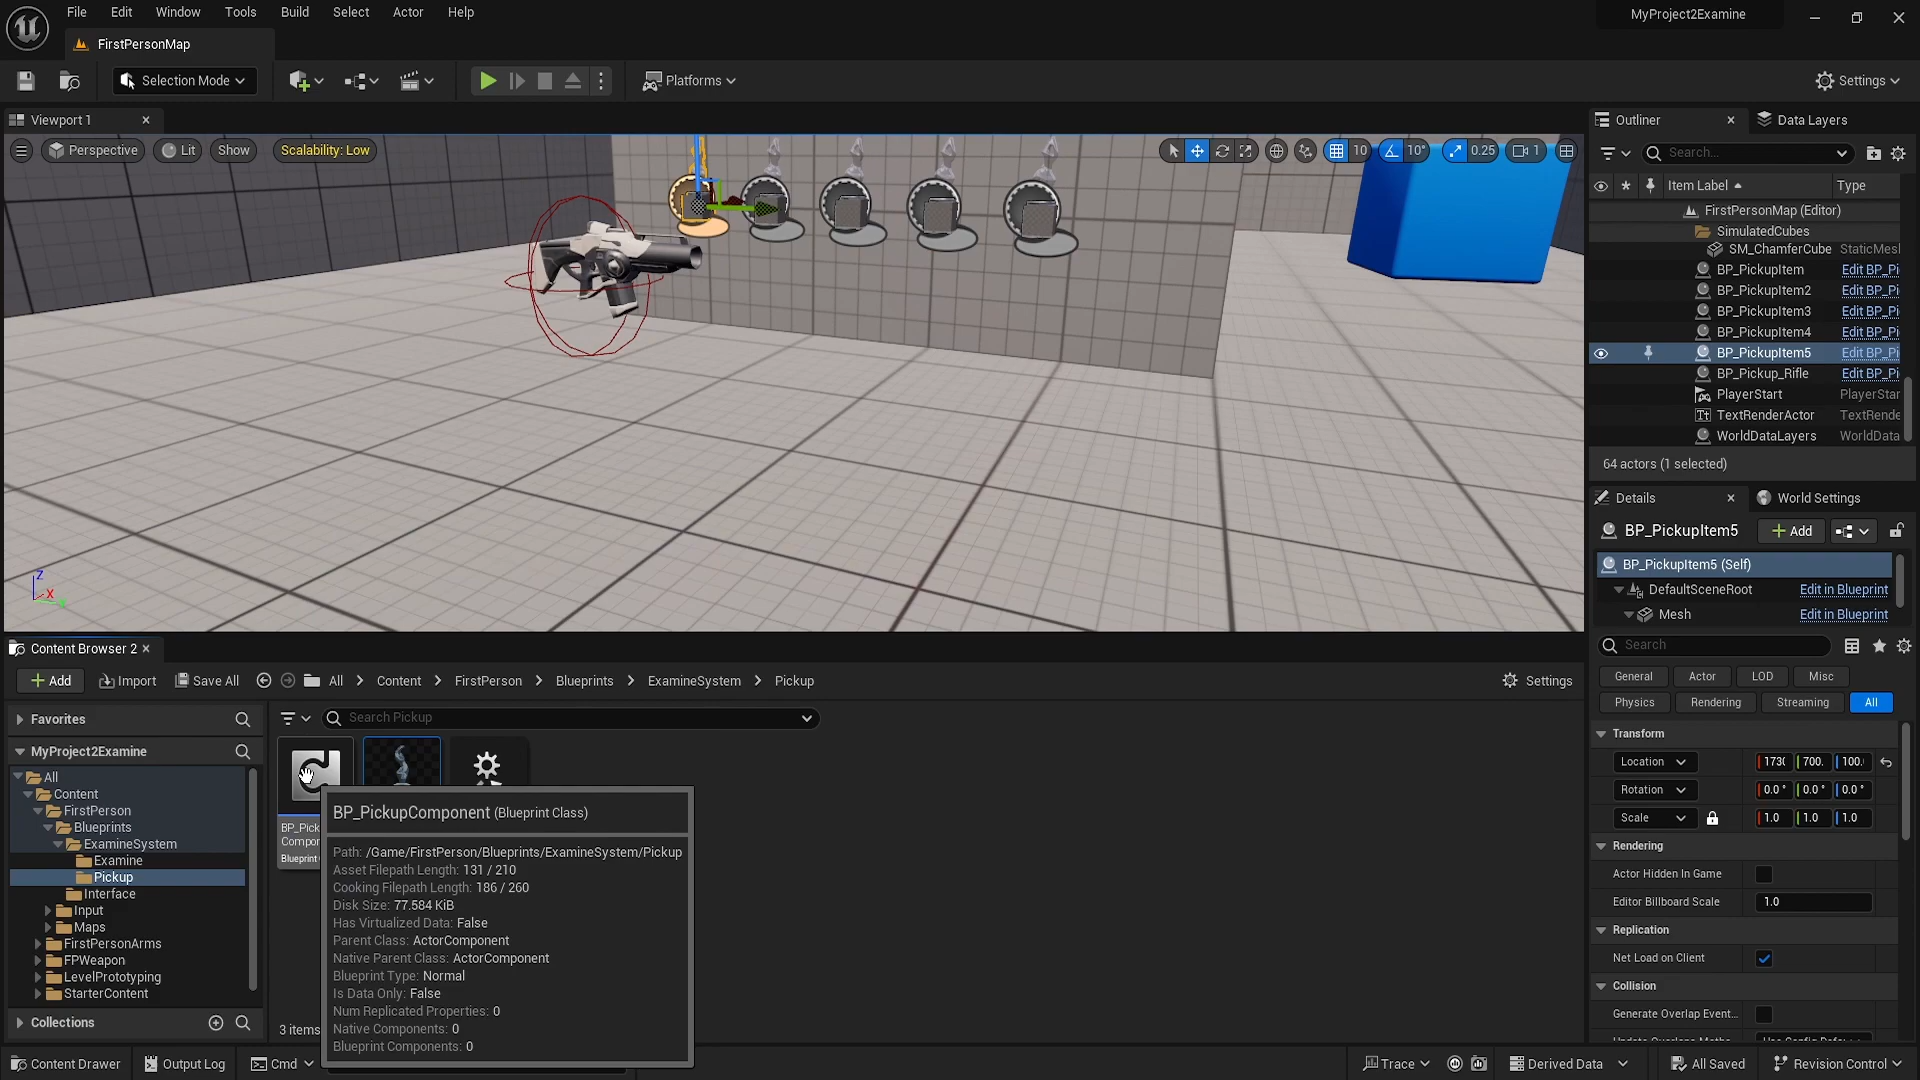 File Edit Window Tools Build Select Actor Help
MyProject2Examine
FirstPersonMap
Selection Mode
Platforms
Settings
Viewport 1
Perspective
Lit
Show
Scalability: Low
10
10°
0.25
1
Outliner
Data Layers
Search...
Item Label
Type
FirstPersonMap (Editor)
SimulatedCubes
SM_ChamferCube StaticMesl
BP_PickupItem Edit BP_Pi
BP_PickupItem2 Edit BP_Pi
BP_PickupItem3 Edit BP_Pi
BP_PickupItem4 Edit BP_Pi
BP_PickupItem5 Edit BP_Pi
BP_Pickup_Rifle Edit BP_Pi
PlayerStart PlayerStar
TextRenderActor TextRende
WorldDataLayers WorldData
64 actors (1 selected)
Details
World Settings
BP_PickupItem5
Add
BP_PickupItem5 (Self)
DefaultSceneRoot Edit in Blueprint
Mesh Edit in Blueprint
Search
General Actor LOD Misc
Physics Rendering Streaming All
Transform
Location 173( 700. 100.
Rotation 0.0 ° 0.0 ° 0.0 °
Scale 1.0 1.0 1.0
Rendering
Actor Hidden In Game
Editor Billboard Scale 1.0
Replication
Net Load on Client
Collision
Generate Overlap Event...
Z
X
Content Browser 2
Add
Import
Save All
All > Content > FirstPerson > Blueprints > ExamineSystem > Pickup
Settings
Favorites
MyProject2Examine
All
Content
FirstPerson
Blueprints
ExamineSystem
Examine
Pickup
Interface
Input
Maps
FirstPersonArms
FPWeapon
LevelPrototyping
StarterContent
Collections
Search Pickup
BP_Pick
Compor
Blueprint
3 items
BP_PickupComponent (Blueprint Class)
Path: /Game/FirstPerson/Blueprints/ExamineSystem/Pickup
Asset Filepath Length: 131 / 210
Cooking Filepath Length: 186 / 260
Disk Size: 77.584 KiB
Has Virtualized Data: False
Parent Class: ActorComponent
Native Parent Class: ActorComponent
Blueprint Type: Normal
Is Data Only: False
Num Replicated Properties: 0
Native Components: 0
Blueprint Components: 0
Content Drawer
Output Log
Cmd
Trace
Derived Data
All Saved
Revision Control